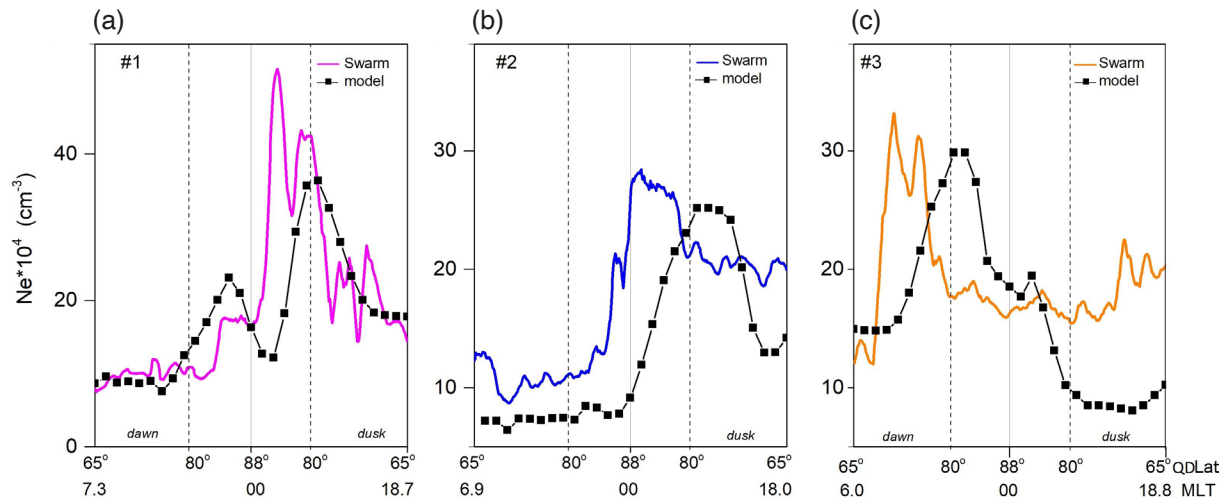 (a) (b) (c)
#1 Swarm model
#2 Swarm model
#3 Swarm model
Ne*10⁴ (cm⁻³)
40
20
0
30
20
10
30
20
10
dawn dusk
dusk
dawn dusk
65° 80° 88° 80° 65°
7.3 00 18.7
65° 80° 88° 80° 65°
6.9 00 18.0
65° 80° 88° 80° 65° QDLat
6.0 00 18.8 MLT